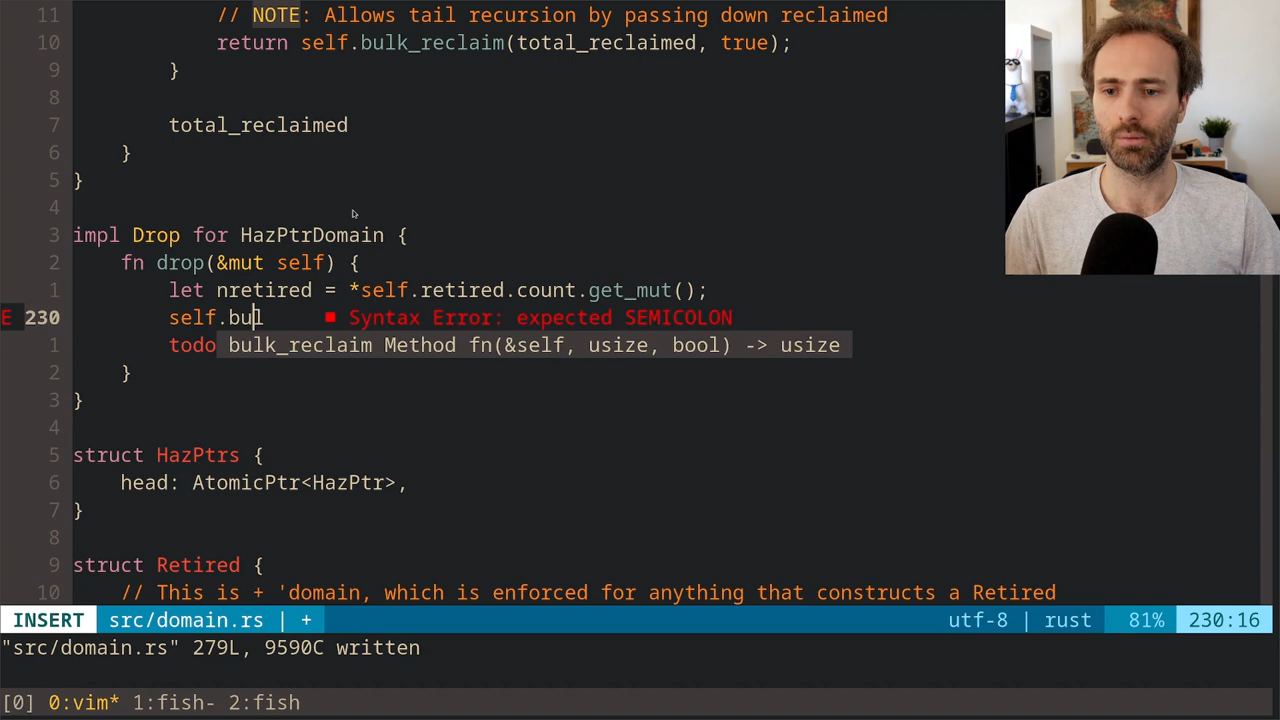 11 // NOTE: Allows tail recursion by passing down reclaimed
10 return self.bulk_reclaim(total_reclaimed, true);
9 }
8
7 total_reclaimed
6 }
5 }
4
3 impl Drop for HazPtrDomain {
2 fn drop(&mut self) {
1 let nretired = *self.retired.count.get_mut();
E 230 self.bul ■ Syntax Error: expected SEMICOLON
1 todo bulk_reclaim Method fn(&self, usize, bool) -> usize
2 }
3 }
4
5 struct HazPtrs {
6 head: AtomicPtr<HazPtr>,
7 }
8
9 struct Retired {
10 // This is + 'domain, which is enforced for anything that constructs a Retired
INSERT src/domain.rs | + utf-8 | rust 81% 230:16
"src/domain.rs" 279L, 9590C written
[0] 0:vim* 1:fish- 2:fish